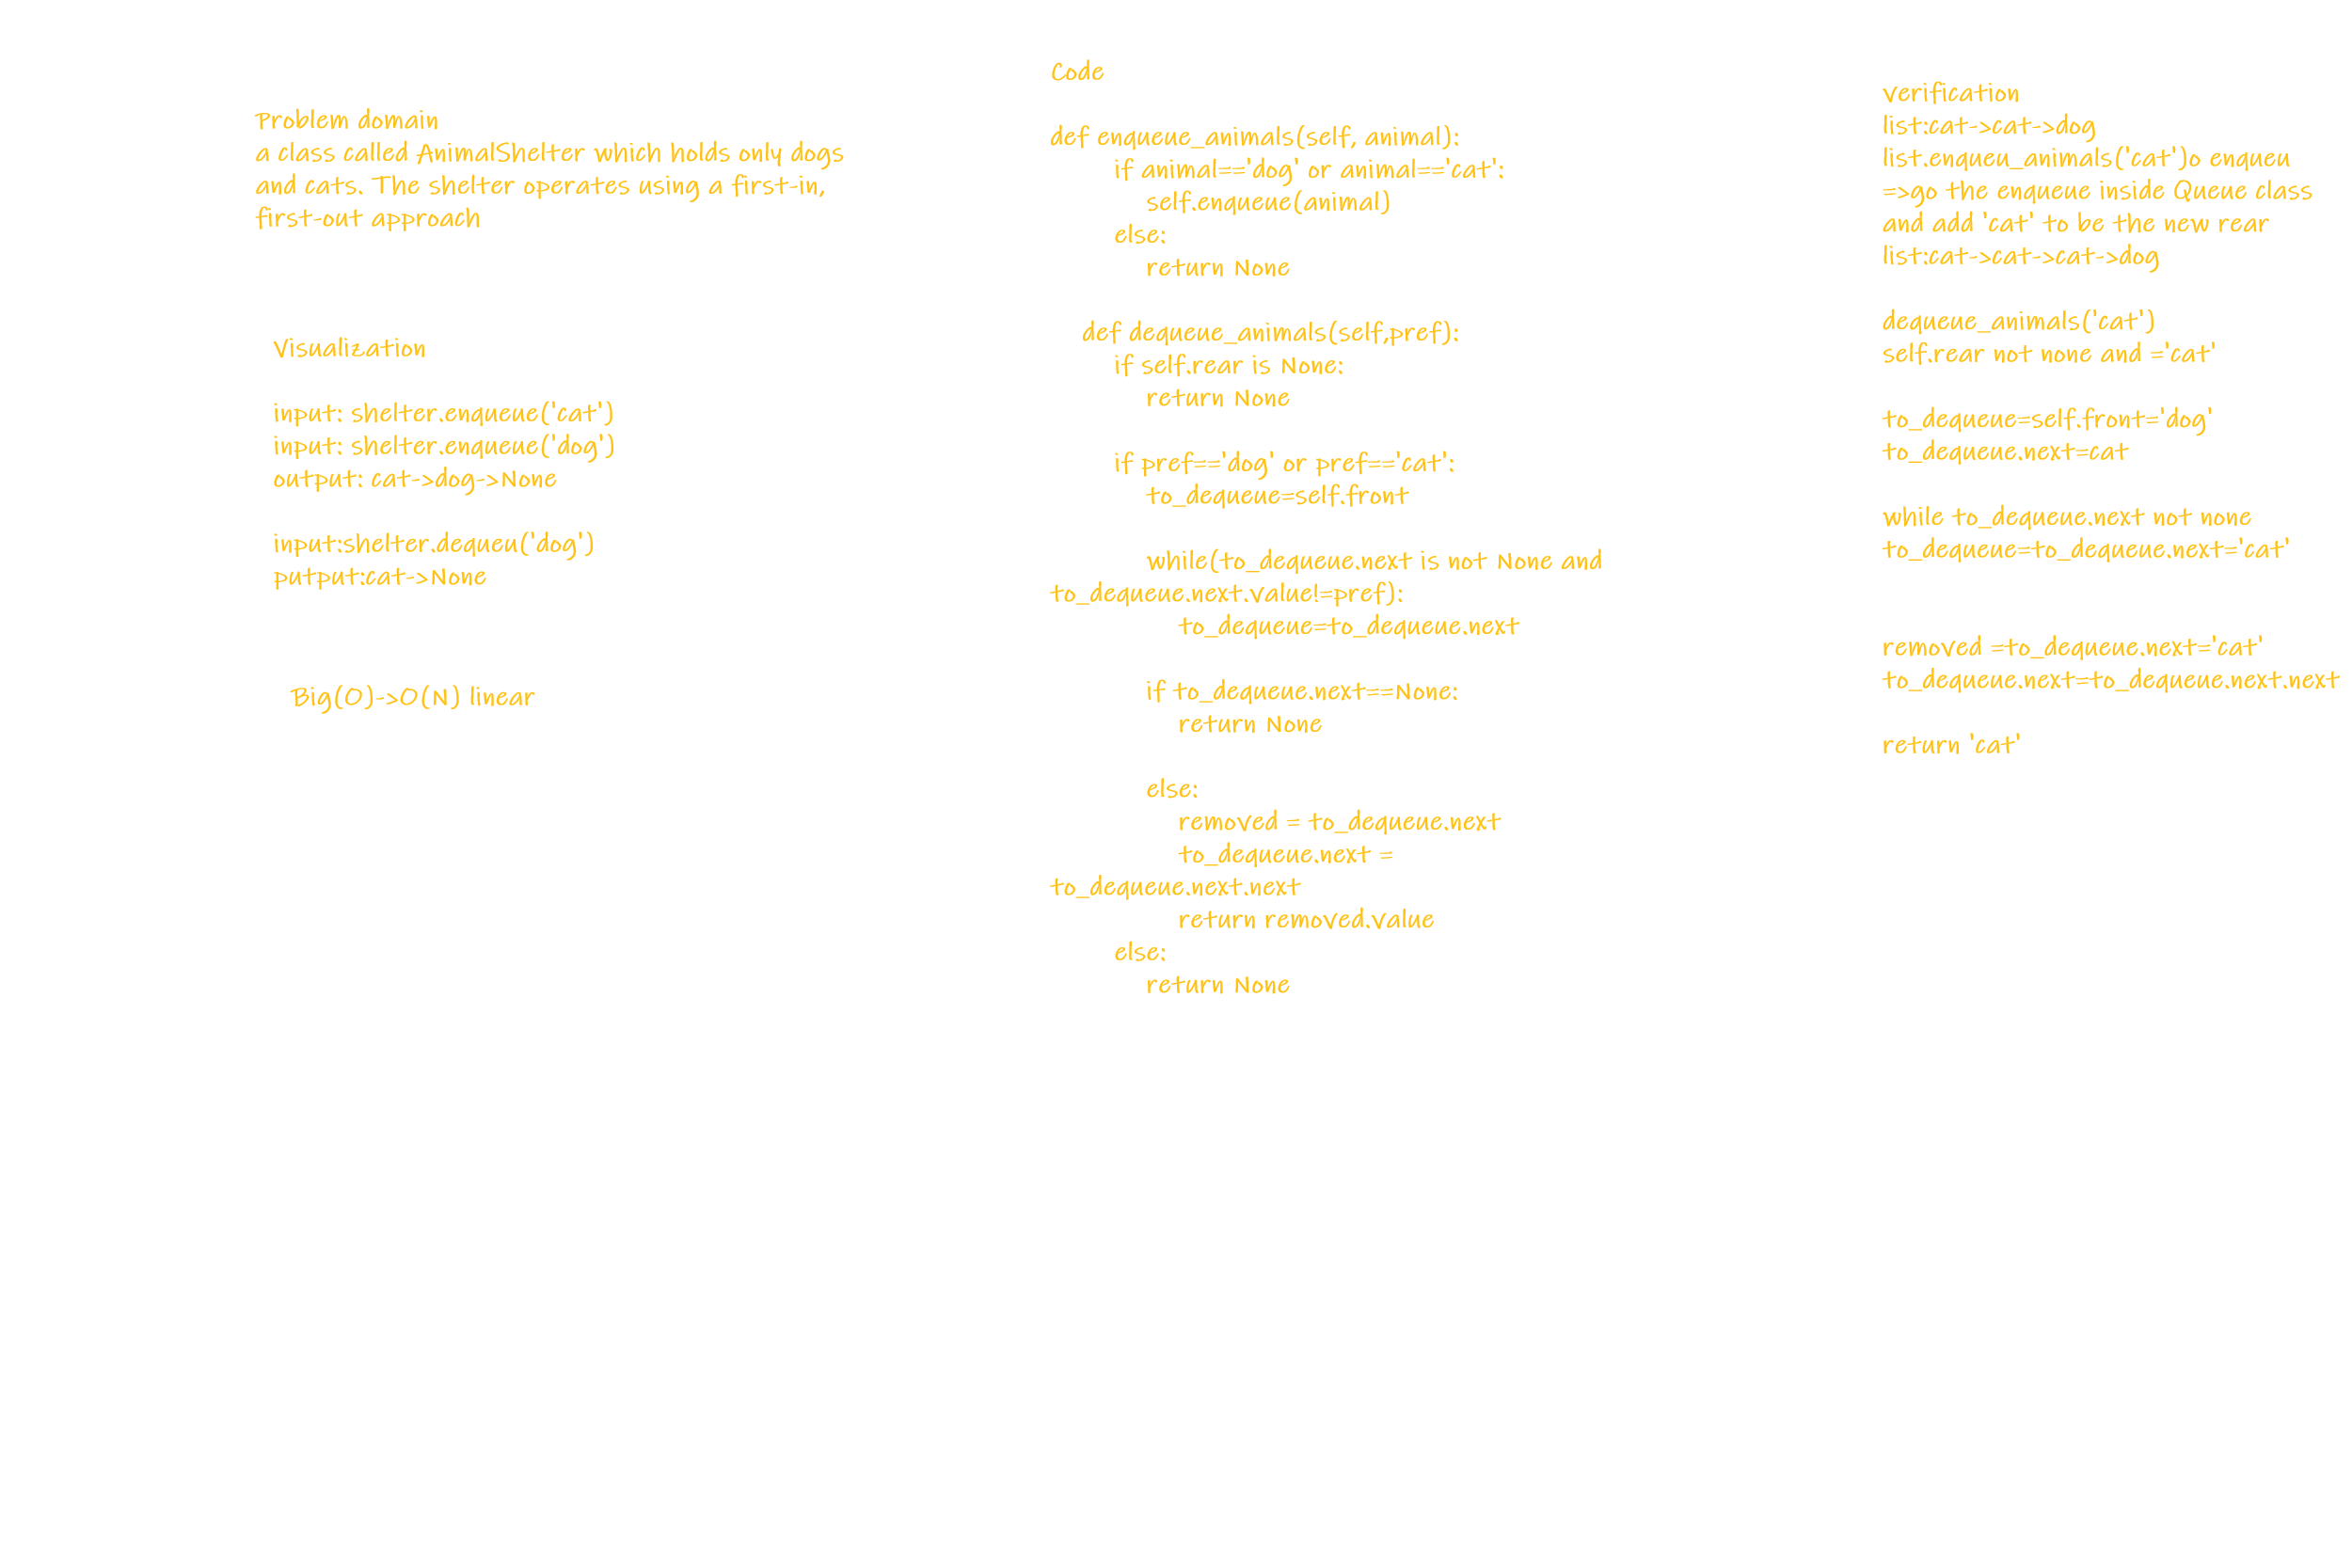 Problem domain
a class called AnimalShelter which holds only dogs
and cats. The shelter operates using a first-in,
first-out approach
Visualization
input: shelter.enqueue('cat')
input: shelter.enqueue('dog')
output: cat->dog->None
input:shelter.dequeu('dog')
putput:cat->None
Big(O)->O(N) linear
Code
def enqueue_animals(self, animal):
if animal=='dog' or animal=='cat':
self.enqueue(animal)
else:
return None
def dequeue_animals(self,pref):
if self.rear is None:
return None
if pref=='dog' or pref=='cat':
to_dequeue=self.front
while(to_dequeue.next is not None and
to_dequeue.next.value!=pref):
to_dequeue=to_dequeue.next
if to_dequeue.next==None:
return None
else:
removed = to_dequeue.next
to_dequeue.next =
to_dequeue.next.next
return removed.value
else:
return None
verification
list:cat->cat->dog
list.enqueu_animals('cat')o enqueu
=>go the enqueue inside Queue class
and add 'cat' to be the new rear
list:cat->cat->cat->dog
dequeue_animals('cat')
self.rear not none and ='cat'
to_dequeue=self.front='dog'
to_dequeue.next=cat
while to_dequeue.next not none
to_dequeue=to_dequeue.next='cat'
removed =to_dequeue.next='cat'
to_dequeue.next=to_dequeue.next.next
return 'cat'